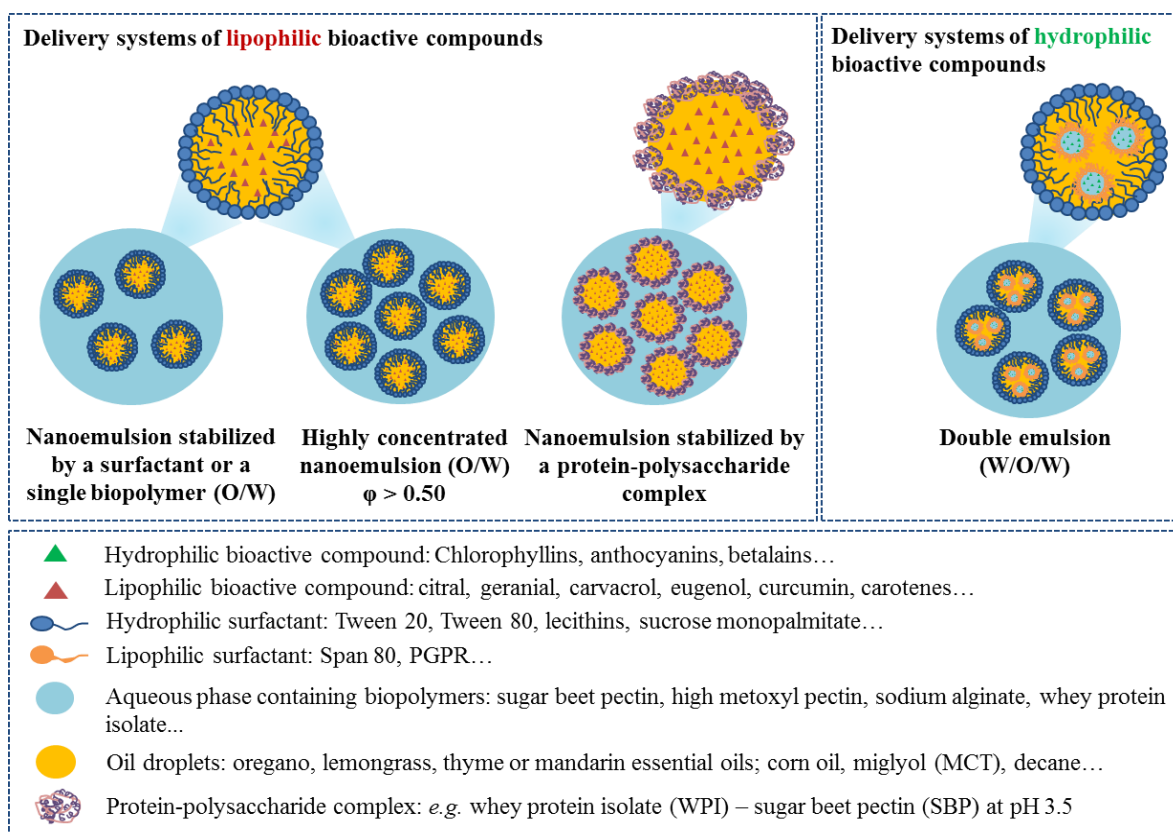 Delivery systems of lipophilic bioactive compounds
Delivery systems of hydrophilic
bioactive compounds
Nanoemulsion stabilized
by a surfactant or a
single biopolymer (O/W)
Highly concentrated
nanoemulsion (O/W)
φ > 0.50
Nanoemulsion stabilized by
a protein-polysaccharide
complex
Double emulsion
(W/O/W)
Hydrophilic bioactive compound: Chlorophyllins, anthocyanins, betalains…
Lipophilic bioactive compound: citral, geranial, carvacrol, eugenol, curcumin, carotenes…
Hydrophilic surfactant: Tween 20, Tween 80, lecithins, sucrose monopalmitate…
Lipophilic surfactant: Span 80, PGPR…
Aqueous phase containing biopolymers: sugar beet pectin, high metoxyl pectin, sodium alginate, whey protein
isolate...
Oil droplets: oregano, lemongrass, thyme or mandarin essential oils; corn oil, miglyol (MCT), decane…
Protein-polysaccharide complex: e.g. whey protein isolate (WPI) – sugar beet pectin (SBP) at pH 3.5